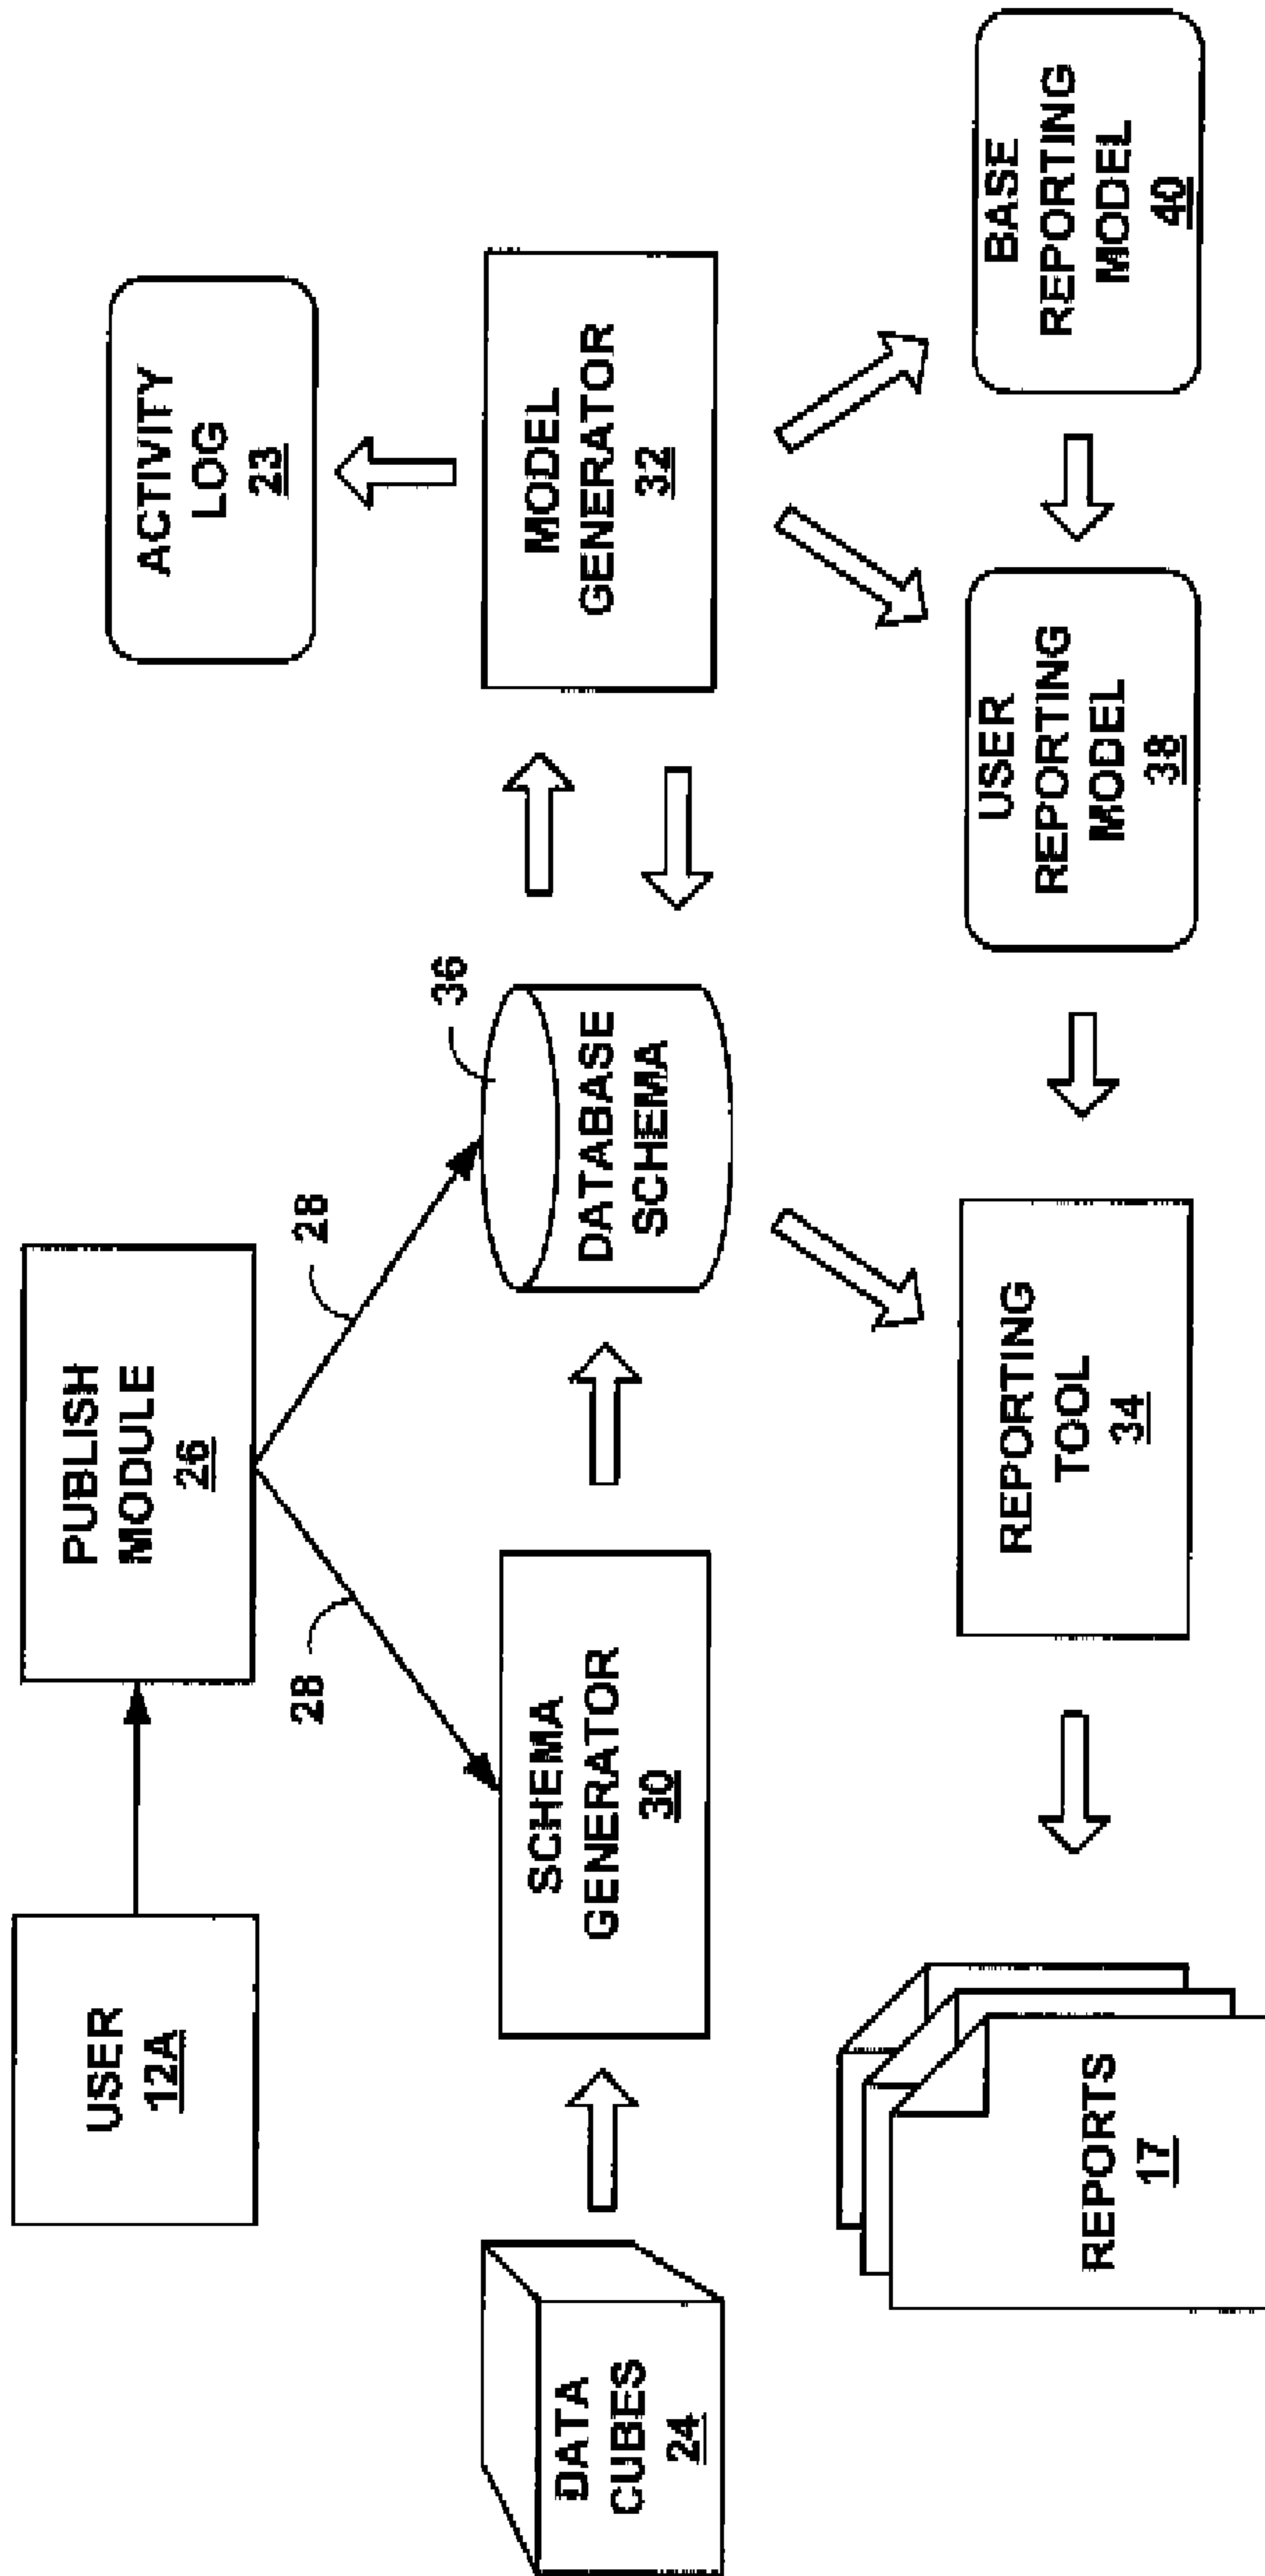 USER
12A
PUBLISH
MODULE
26
ACTIVITY
LOG
23
28
28
36
DATA
CUBES
24
SCHEMA
GENERATOR
30
DATABASE
SCHEMA
MODEL
GENERATOR
32
REPORTS
17
REPORTING
TOOL
34
USER
REPORTING
MODEL
38
BASE
REPORTING
MODEL
40